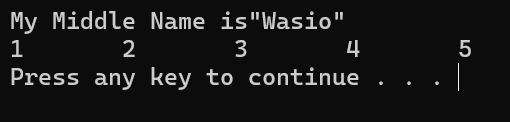 My Middle Name is"Wasio"
1       2       3       4       5
Press any key to continue . . .